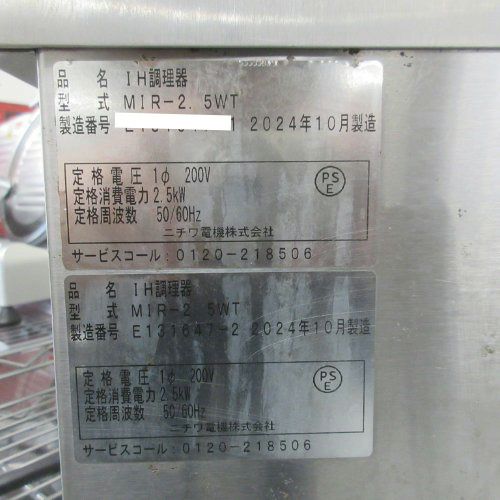 品名 IH調理器
型式 MIR-2.5WT
製造番号 1 2024年10月製造
定格電圧 1φ 200V
定格消費電力 2.5kW
定格周波数 50/60Hz
PS
E
ニチワ電機株式会社
サービスコール:0120-218506
品名 IH調理器
型式 MIR-2.5WT
製造番号 E131647-2 2024年10月製造
定格電圧 1φ 200V
定格消費電力 2.5kW
定格周波数 50/60Hz
PS
E
ニチワ電機株式会社
サービスコール:0120-218506